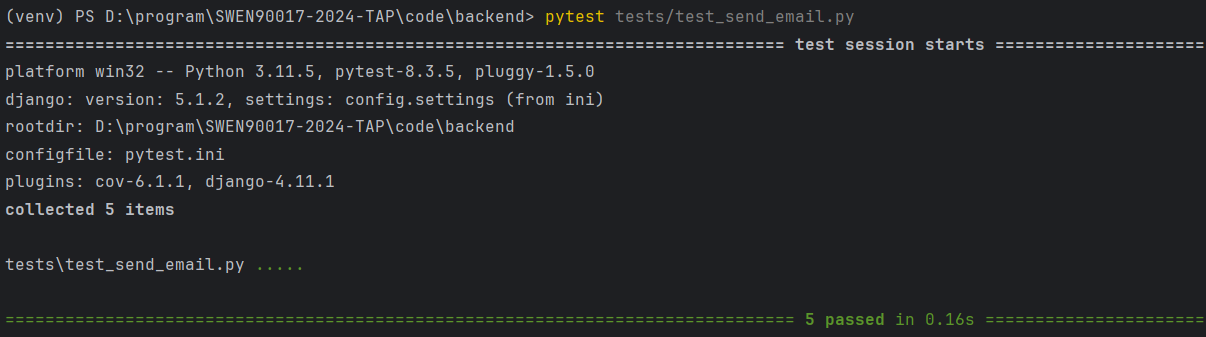 (venv) PS D:\program\SWEN90017-2024-TAP\code\backend> pytest tests/test_send_email.py
============================================================================== test session starts ======================
platform win32 -- Python 3.11.5, pytest-8.3.5, pluggy-1.5.0
django: version: 5.1.2, settings: config.settings (from ini)
rootdir: D:\program\SWEN90017-2024-TAP\code\backend
configfile: pytest.ini
plugins: cov-6.1.1, django-4.11.1
collected 5 items
tests\test_send_email.py .....
=============================================================================== 5 passed in 0.16s ======================